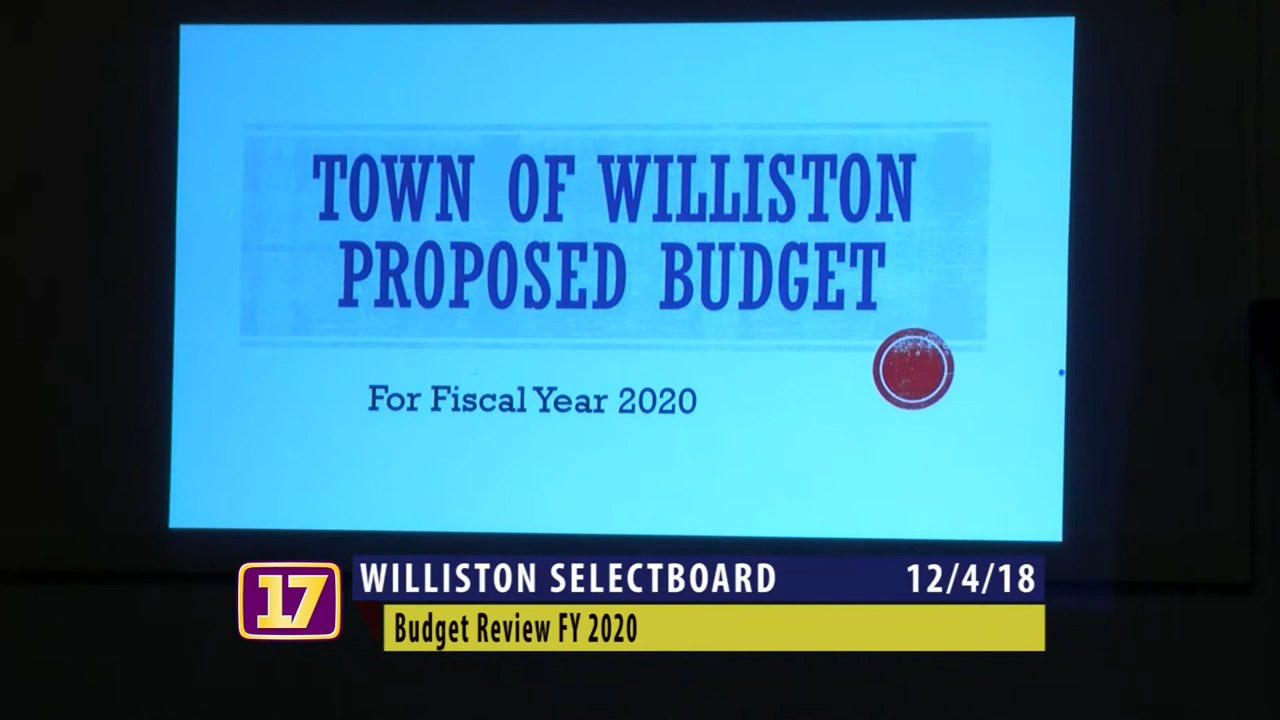 TOWN OF WILLISTON
PROPOSED BUDGET
For Fiscal Year 2020
17
WILLISTON SELECTBOARD 12/4/18
Budget Review FY 2020